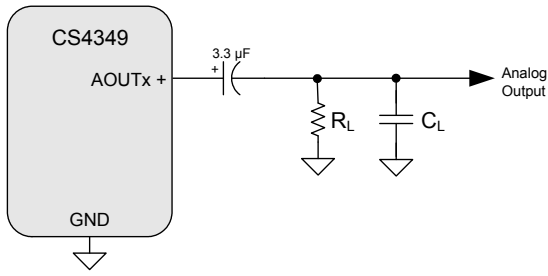 CS4349
3.3 µF
+
AOUTx +
Analog
Output
RL
CL
GND